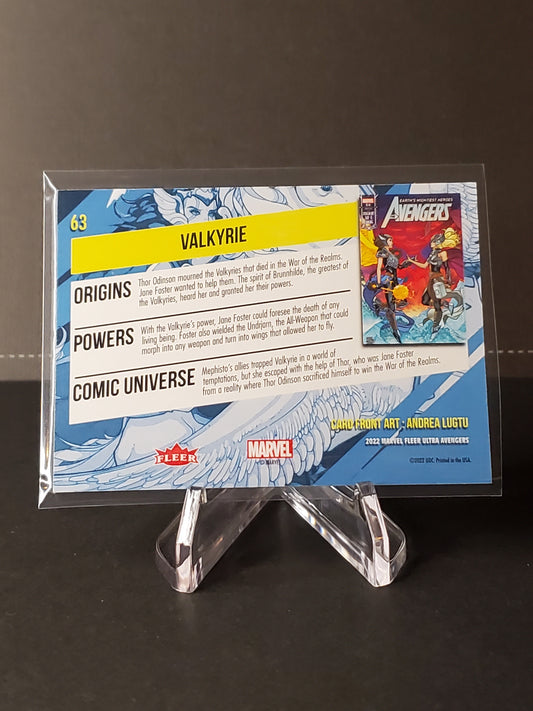 63
VALKYRIE
ORIGINS
Thor Odinson mourned the Valkyries that died in the War of the Realms.
Jane Foster wanted to help them. The spirit of Brunnhilde, the greatest of
the Valkyries, heard her and granted her their powers.
POWERS
With the Valkyrie's power, Jane Foster could foresee the death of any
living being. Foster also wielded the Undrjarn, the All-Weapon that could
morph into any weapon and turn into wings that allowed her to fly.
COMIC UNIVERSE
Mephisto's allies trapped Valkyrie in a world of
temptations, but she escaped with the help of Thor, who was Jane Foster
from a reality where Thor Odinson sacrificed himself to win the War of the Realms.
MARVEL
EARTH'S MIGHTIEST HEROES
AVENGERS
CARD FRONT ART : ANDREA LUGTU
2022 MARVEL FLEER ULTRA AVENGERS
FLEER
MARVEL
© MARVEL
©2022 UDC. Printed in the USA.